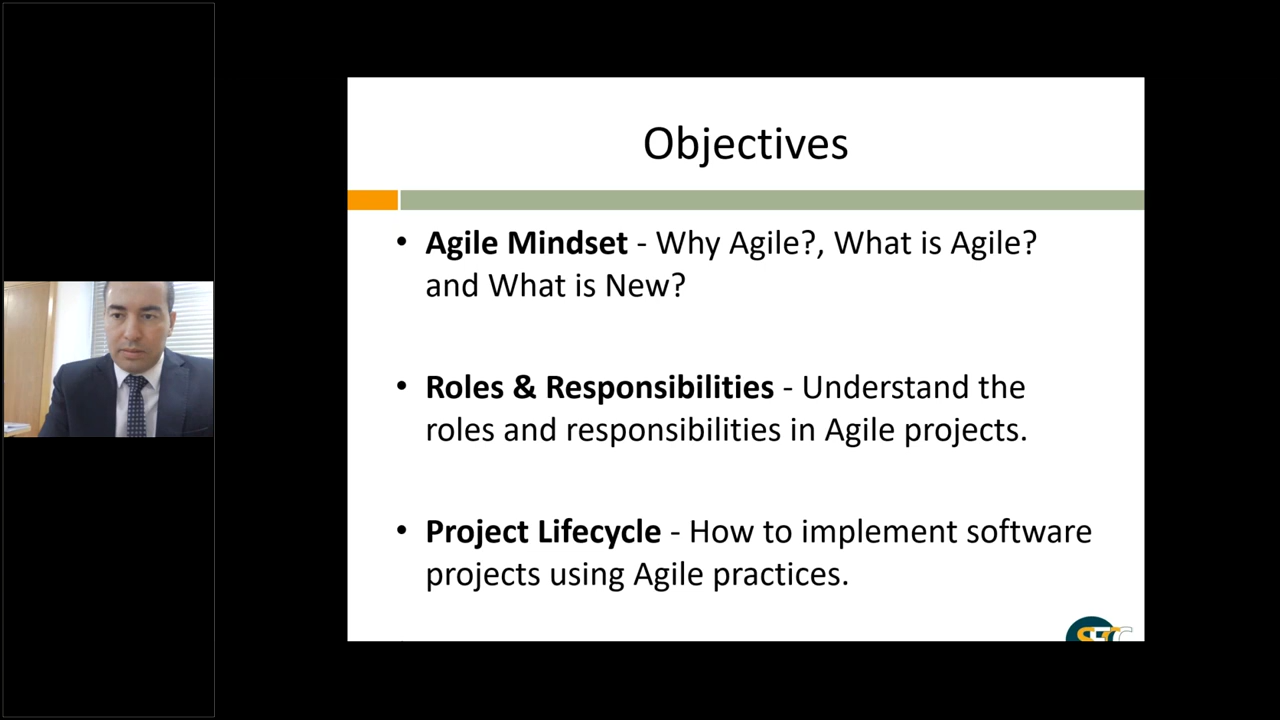 Objectives
• Agile Mindset - Why Agile?, What is Agile?
and What is New?
• Roles & Responsibilities - Understand the
roles and responsibilities in Agile projects.
• Project Lifecycle - How to implement software
projects using Agile practices.